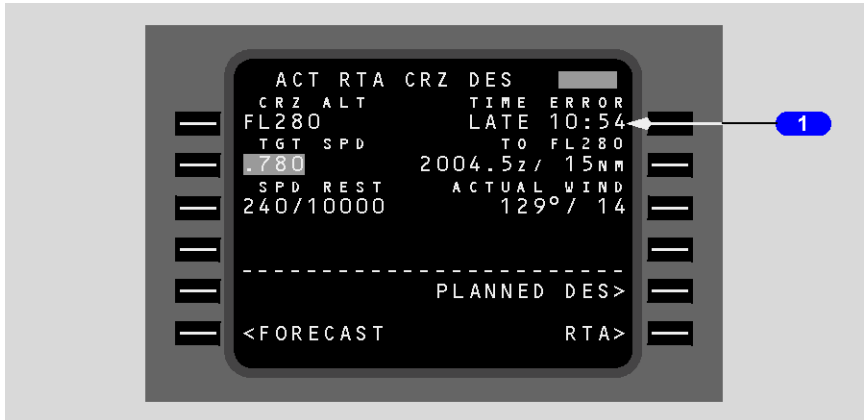 ACT RTA CRZ DES
CRZ ALT TIME ERROR
FL280 LATE 10:54
1
TGT SPD TO FL280
.780 2004.5z/ 15NM
SPD REST ACTUAL WIND
240/10000 129°/ 14
------------------------
PLANNED DES>
<FORECAST RTA>